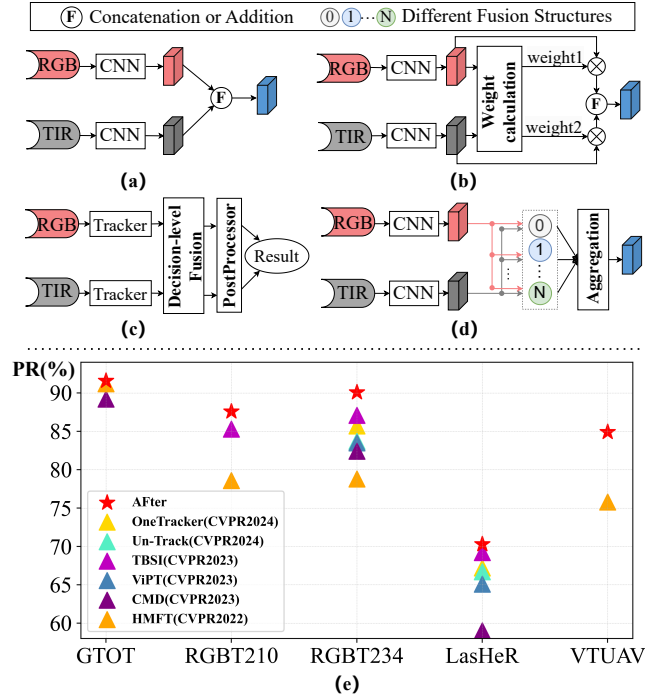 F Concatenation or Addition 0 1 ··· N Different Fusion Structures
RGB CNN F
TIR CNN
(a)
RGB CNN Weight calculation weight1 F
TIR CNN weight2
(b)
RGB Tracker Decision-level Fusion PostProcessor Result
TIR Tracker
(c)
RGB CNN 0 1 ... N Aggregation
TIR CNN
(d)
PR(%)
90
85
80
75
70
65
60
AFter
OneTracker(CVPR2024)
Un-Track(CVPR2024)
TBSI(CVPR2023)
ViPT(CVPR2023)
CMD(CVPR2023)
HMFT(CVPR2022)
GTOT RGBT210 RGBT234 LasHeR VTUAV
(e)